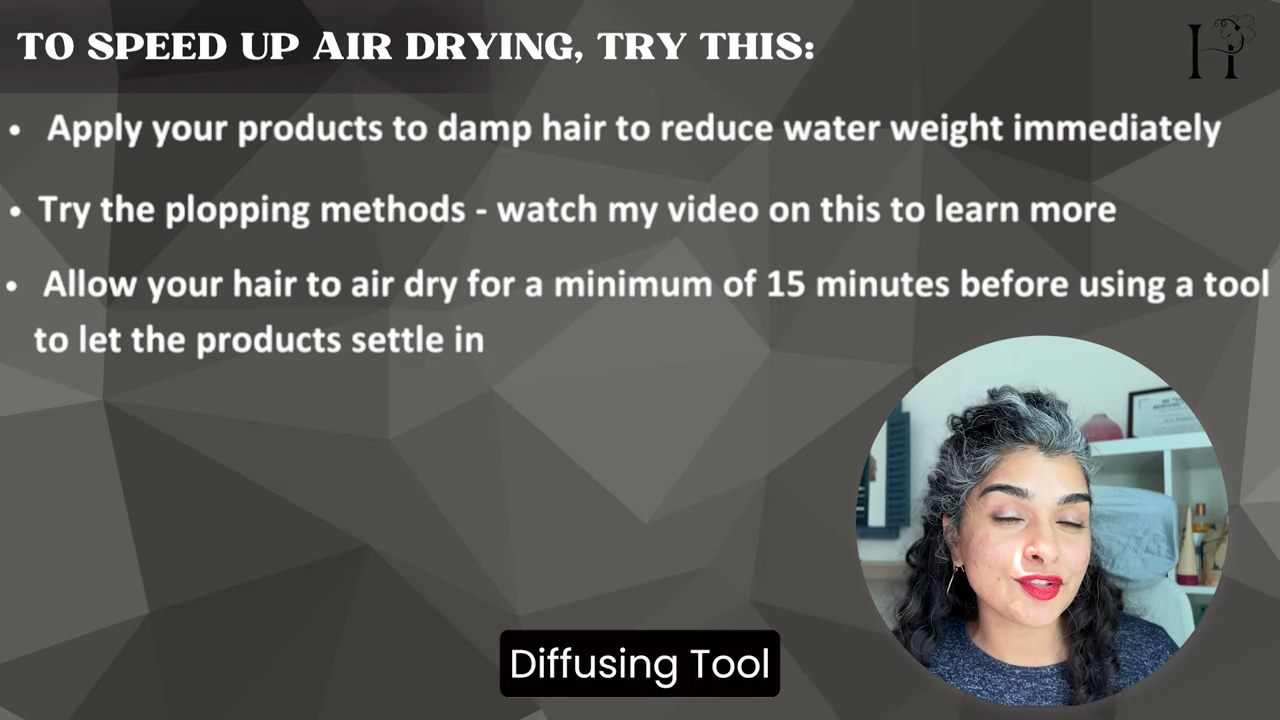 TO SPEED UP AIR DRYING, TRY THIS:
• Apply your products to damp hair to reduce water weight immediately
• Try the plopping methods - watch my video on this to learn more
• Allow your hair to air dry for a minimum of 15 minutes before using a tool
to let the products settle in
Diffusing Tool